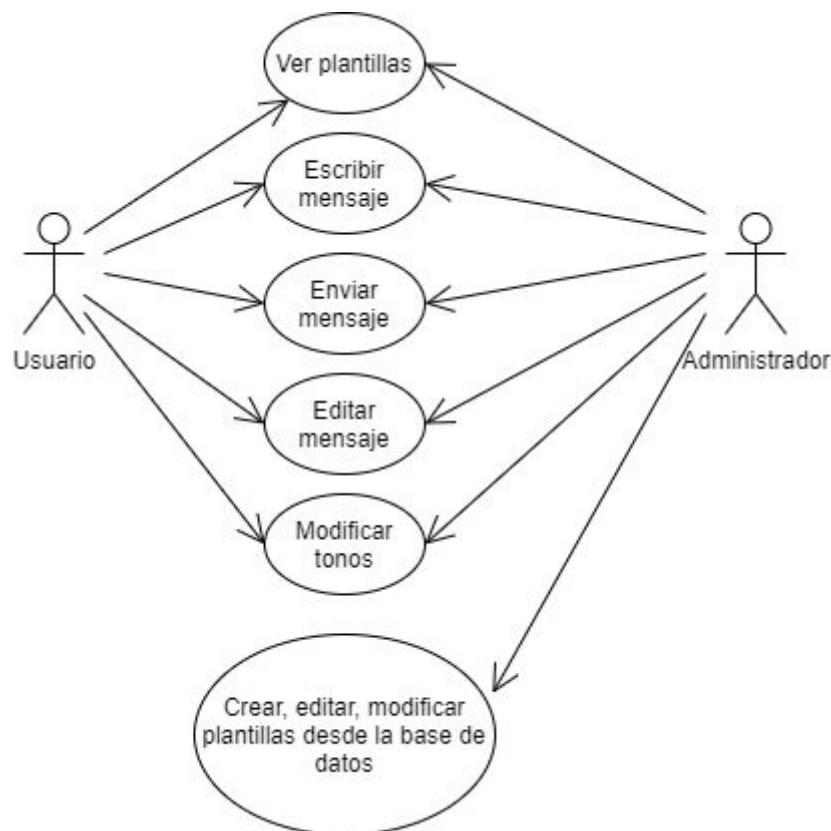 Ver plantillas
Escribir
mensaje
Enviar
mensaje
Usuario
Administrador
Editar
mensaje
Modificar
tonos
Crear, editar, modificar
plantillas desde la base de
datos